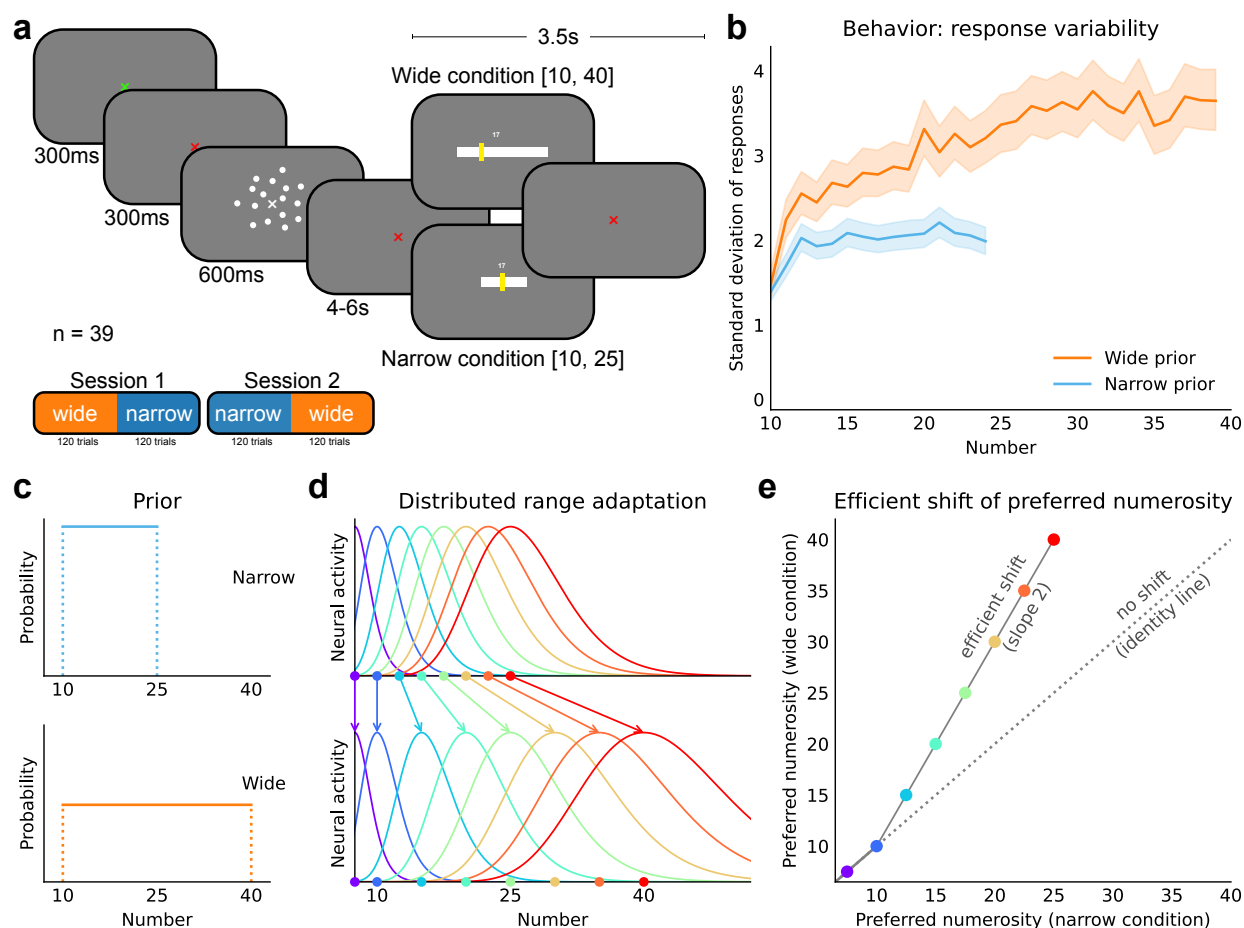 a
3.5s
Wide condition [10, 40]
17
300ms
300ms
600ms
4-6s
17
Narrow condition [10, 25]
n = 39
Session 1
Session 2
wide
narrow
narrow
wide
120 trials
120 trials
120 trials
120 trials
b
Behavior: response variability
Standard deviation of responses
4
3
2
1
0
10
15
20
25
30
35
40
Number
Wide prior
Narrow prior
c
Prior
Probability
Narrow
10
25
40
Probability
Wide
10
25
40
Number
d
Distributed range adaptation
Neural activity
Neural activity
10
25
40
Number
e
Efficient shift of preferred numerosity
Preferred numerosity (wide condition)
40
35
30
25
20
15
10
efficient shift
(slope 2)
no shift
(identity line)
10
15
20
25
30
35
40
Preferred numerosity (narrow condition)